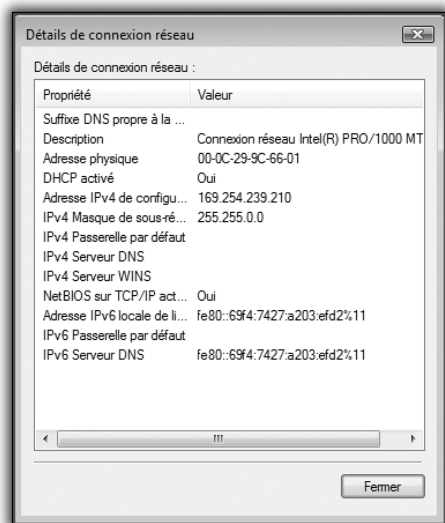 Détails de connexion réseau
Détails de connexion réseau :
Propriété Valeur
Suffixe DNS propre à la ...
Description Connexion réseau Intel(R) PRO/1000 MT
Adresse physique 00-0C-29-9C-66-01
DHCP activé Oui
Adresse IPv4 de configu... 169.254.239.210
IPv4 Masque de sous-ré... 255.255.0.0
IPv4 Passerelle par défaut
IPv4 Serveur DNS
IPv4 Serveur WINS
NetBIOS sur TCP/IP act... Oui
Adresse IPv6 locale de li... fe80::69f4:7427:a203:efd2%11
IPv6 Passerelle par défaut
IPv6 Serveur DNS fe80::69f4:7427:a203:efd2%11
Fermer